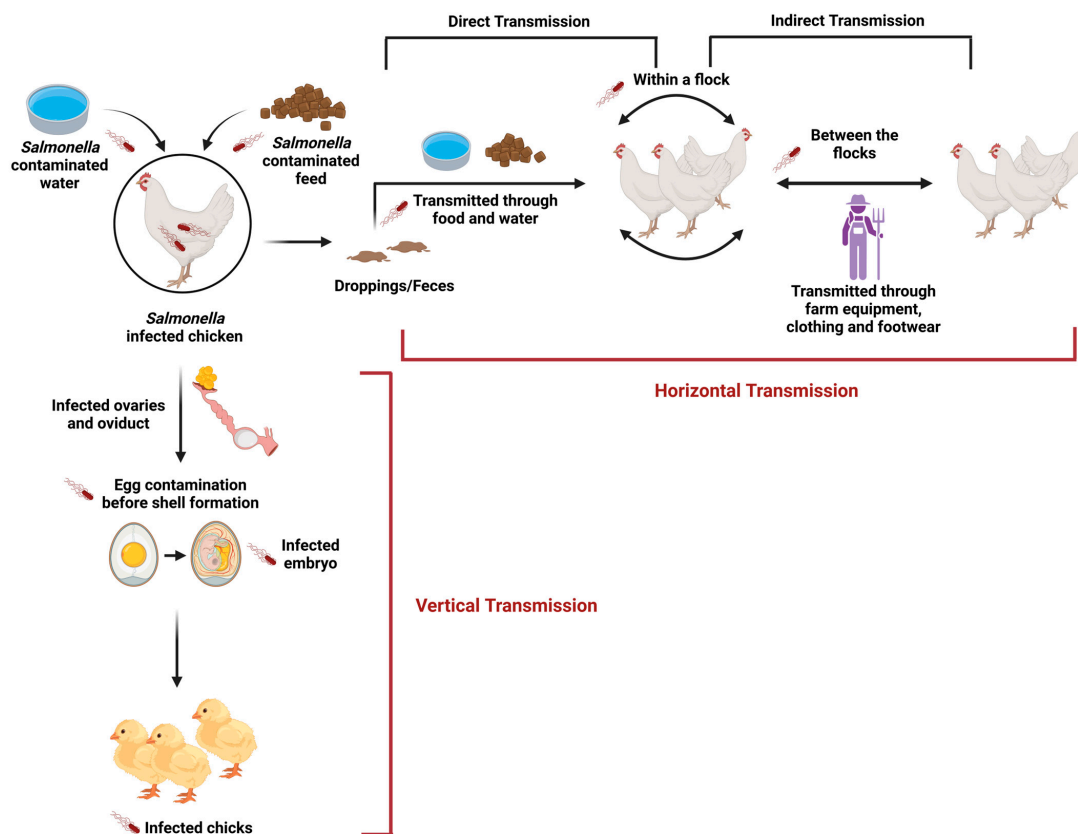 Direct Transmission
Indirect Transmission
Within a flock
Salmonella
contaminated
water
Salmonella
contaminated
feed
Between the
flocks
Transmitted through
food and water
Droppings/Feces
Transmitted through
farm equipment,
clothing and footwear
Salmonella
infected chicken
Horizontal Transmission
Infected ovaries
and oviduct
Egg contamination
before shell formation
Infected
embryo
Vertical Transmission
Infected chicks